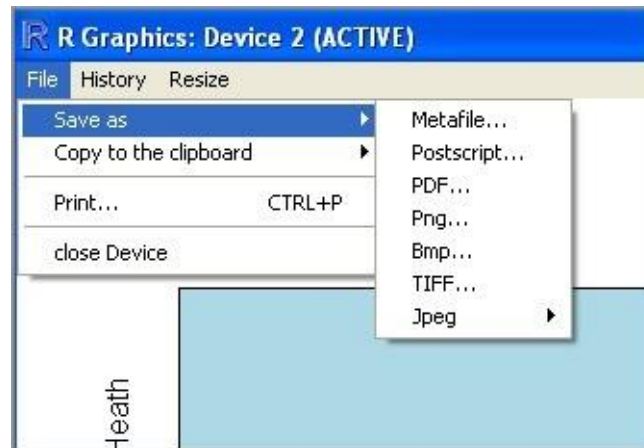 R R Graphics: Device 2 (ACTIVE)
File History Resize
Save as
Copy to the clipboard
Print... CTRL+P
close Device
Metafile...
Postscript...
PDF...
Png...
Bmp...
TIFF...
Jpeg
Heath